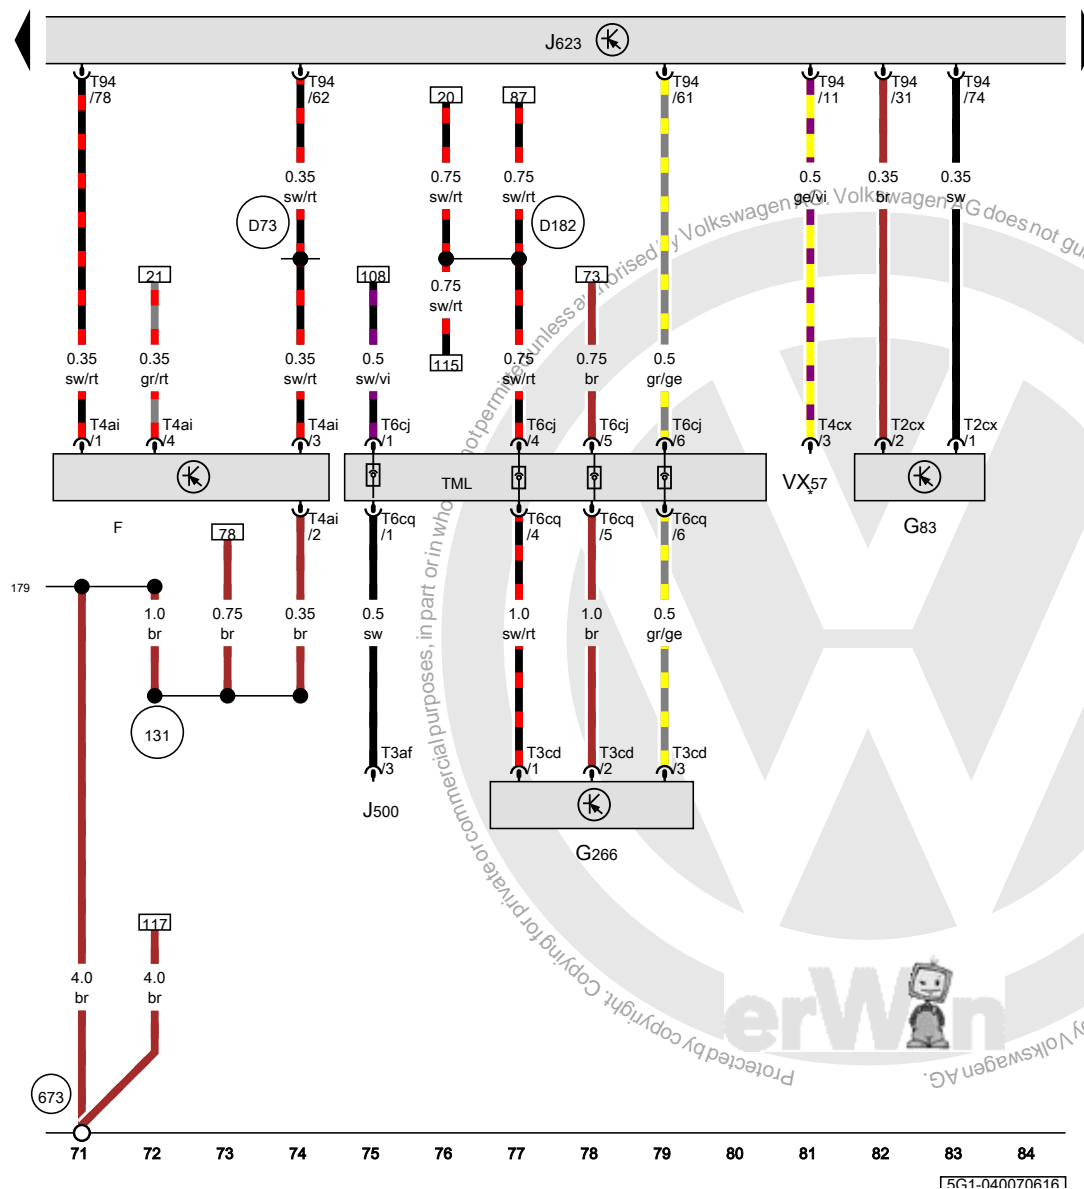 J623
T94 /78
T94 /62
T94 /61
T94 /11
T94 /31
T94 /74
20
87
0.35 sw/rt
0.75 sw/rt
0.75 sw/rt
0.5 ge/vi
0.35 br
0.35 sw
D73
D182
21
108
73
0.75 sw/rt
115
0.35 sw/rt
0.35 gr/rt
0.35 sw/rt
0.5 sw/vi
0.75 sw/rt
0.75 br
0.5 gr/ge
T4ai /1
T4ai /4
T4ai /3
T6cj /1
T6cj /4
T6cj /5
T6cj /6
T4cx /3
T2cx /2
T2cx /1
TML
VX57
*
F
G83
T4ai /2
T6cq /1
T6cq /4
T6cq /5
T6cq /6
78
179
1.0 br
0.75 br
0.35 br
0.5 sw
1.0 sw/rt
1.0 br
0.5 gr/ge
131
T3af /3
T3cd /1
T3cd /2
T3cd /3
J500
G266
117
4.0 br
4.0 br
673
71 72 73 74 75 76 77 78 79 80 81 82 83 84
5G1-040070616
erWin
Protected by copyright. Copying for private or commercial purposes, in part or in whole,
not permitted unless authorised by Volkswagen AG. Volkswagen AG does not
by Volkswagen AG.